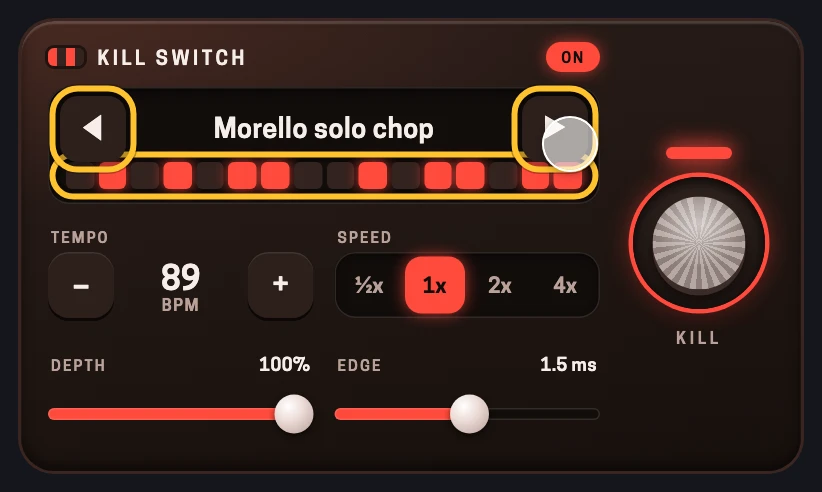 KILL SWITCH
ON
Morello solo chop
TEMPO
SPEED
– 89 +
BPM
½x 1x 2x 4x
KILL
DEPTH 100%
EDGE 1.5 ms